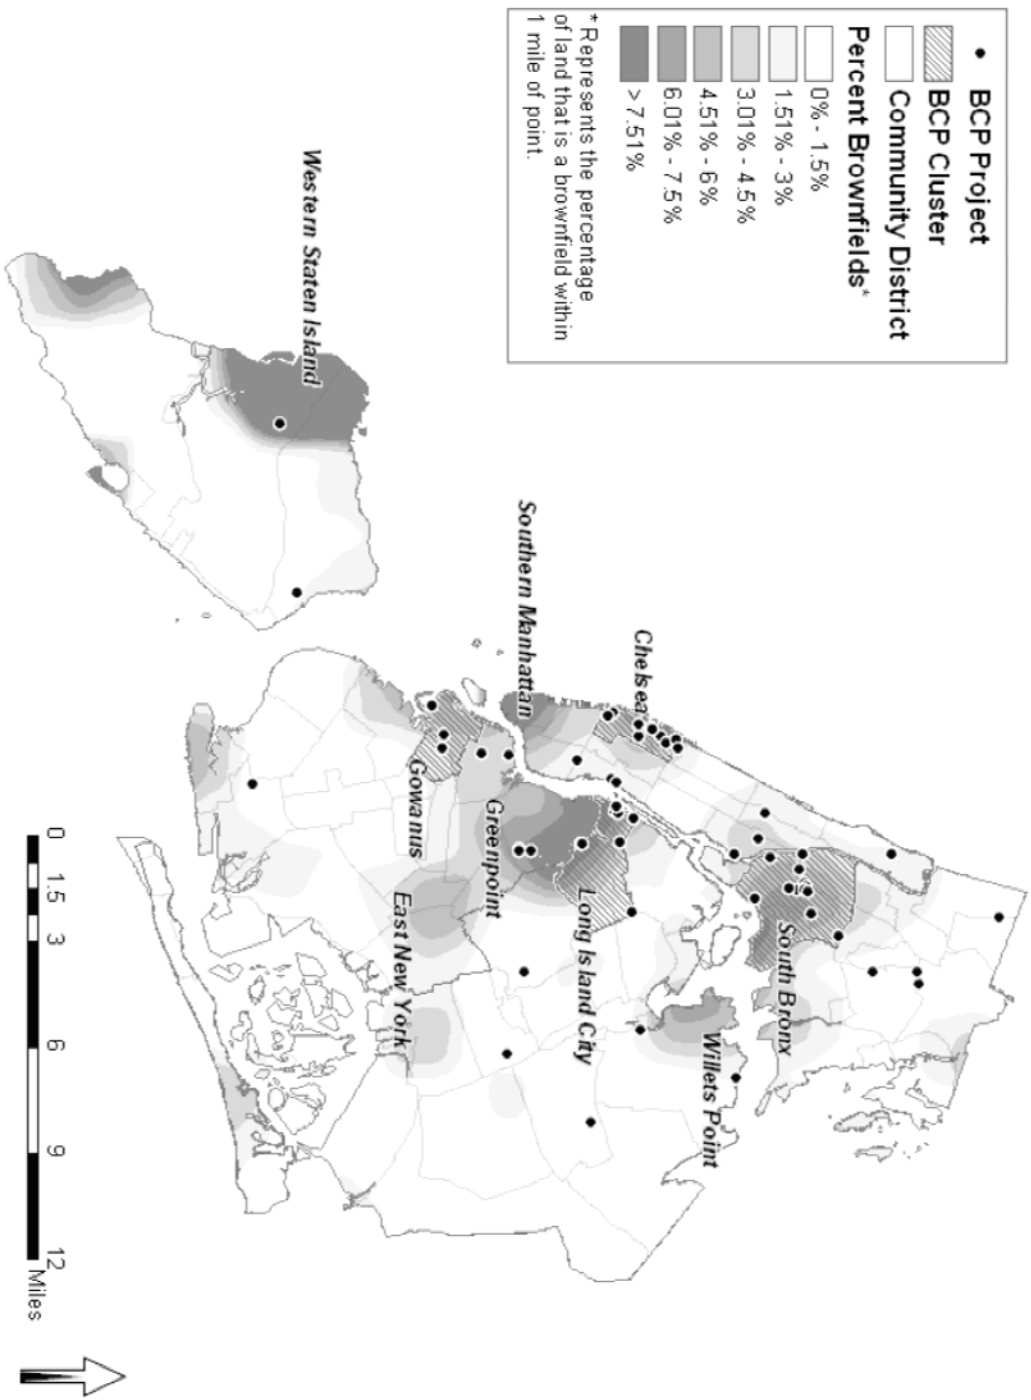 BCP Project
BCP Cluster
Community District
Percent Brownfields*
0% - 1.5%
1.51% - 3%
3.01% - 4.5%
4.51% - 6%
6.01% - 7.5%
> 7.51%
* Represents the percentage
of land that is a brownfield within
1 mile of point.
South Bronx
Willets Point
Chelsea
Long Island City
Southern Manhattan
Greenpoint
Gowanus
East New York
Western Staten Island
0 1.5 3 6 9 12
Miles